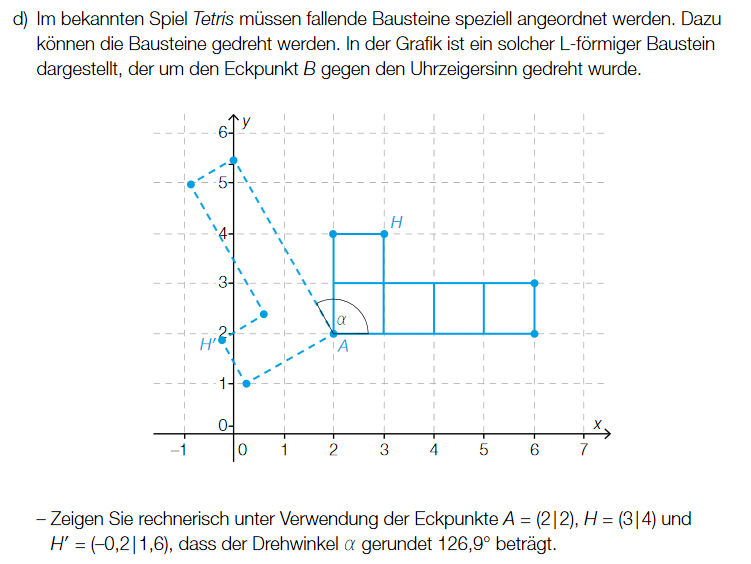 d) Im bekannten Spiel Tetris müssen fallende Bausteine speziell angeordnet werden. Dazu
können die Bausteine gedreht werden. In der Grafik ist ein solcher L-förmiger Baustein
dargestellt, der um den Eckpunkt B gegen den Uhrzeigersinn gedreht wurde.
y
6
5
H
4
3
α
2
H′
A
1
0
x
–1 0 1 2 3 4 5 6 7
– Zeigen Sie rechnerisch unter Verwendung der Eckpunkte A = (2|2), H = (3|4) und
H′ = (–0,2|1,6), dass der Drehwinkel α gerundet 126,9° beträgt.